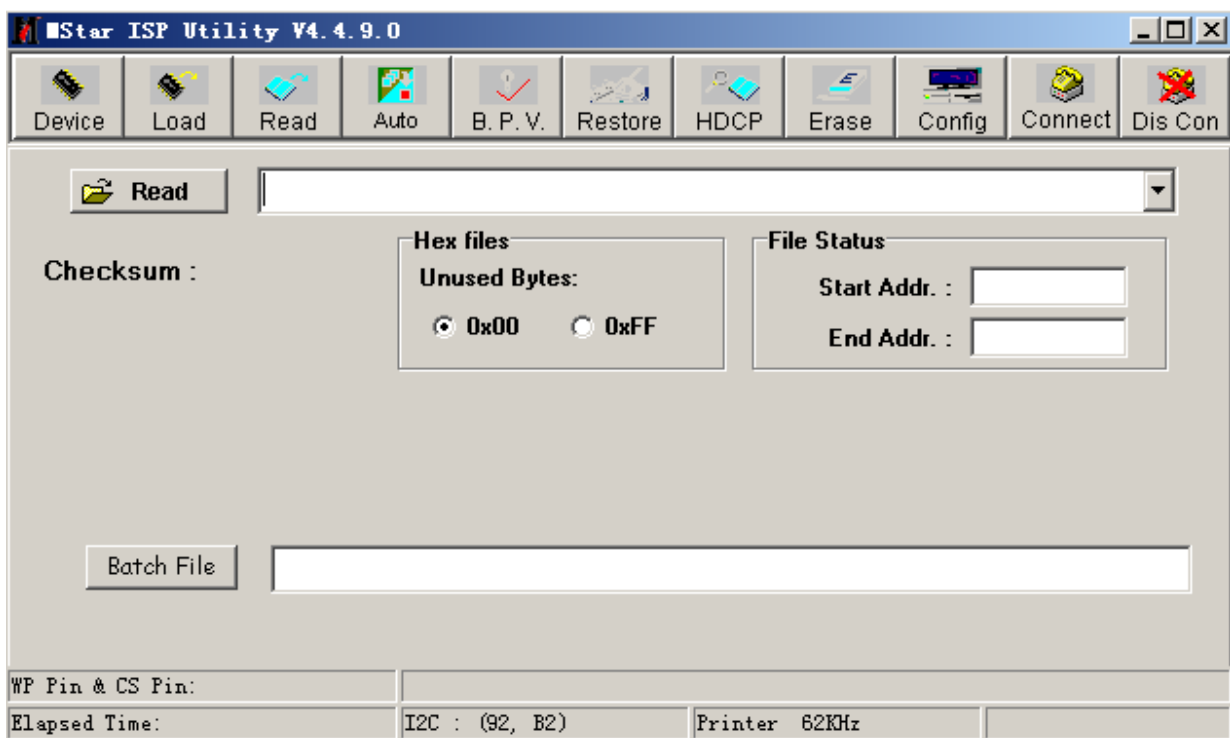 ■Star ISP Utility V4.4.9.0
Device Load Read Auto B.P.V. Restore HDCP Erase Config Connect Dis Con
Read
Hex files File Status
Checksum : Unused Bytes: Start Addr. :
0x00 0xFF End Addr. :
Batch File
WP Pin & CS Pin:
Elapsed Time: I2C : (92, B2) Printer 62KHz